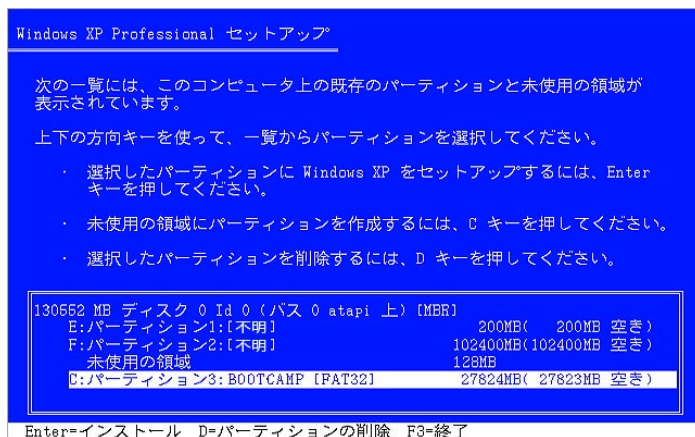 Windows XP Professional セットアップ
次の一覧には、このコンピュータ上の既存のパーティションと未使用の領域が
表示されています。
上下の方向キーを使って、一覧からパーティションを選択してください。
・ 選択したパーティションに Windows XP をセットアップするには、Enter
キーを押してください。
・ 未使用の領域にパーティションを作成するには、C キーを押してください。
・ 選択したパーティションを削除するには、D キーを押してください。
130552 MB ディスク 0 Id 0 (バス 0 atapi 上) [MBR]
E:パーティション1:[不明] 200MB( 200MB 空き)
F:パーティション2:[不明] 102400MB(102400MB 空き)
未使用の領域 128MB
C:パーティション3:BOOTCAMP [FAT32] 27824MB( 27823MB 空き)
Enter=インストール D=パーティションの削除 F3=終了